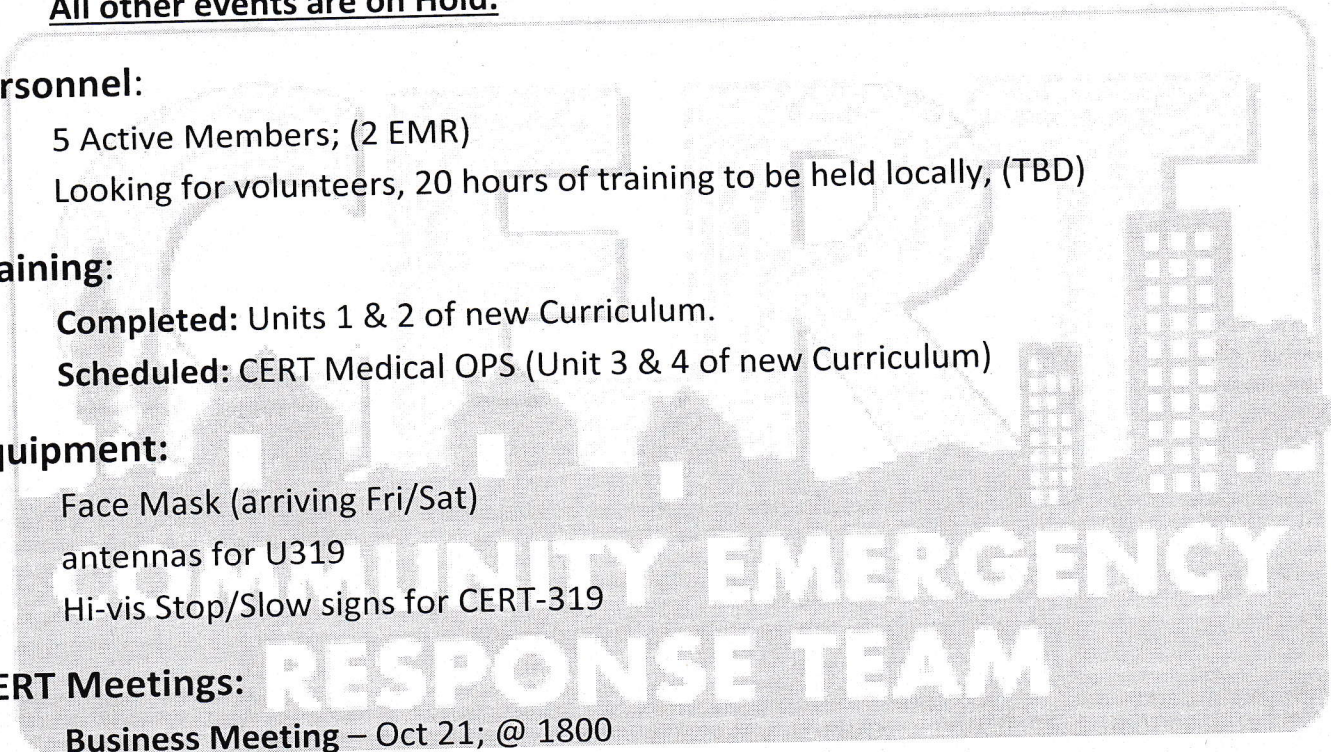 All other events are on Hold.
rsonnel:
5 Active Members; (2 EMR)
Looking for volunteers, 20 hours of training to be held locally, (TBD)
aining:
Completed: Units 1 & 2 of new Curriculum.
Scheduled: CERT Medical OPS (Unit 3 & 4 of new Curriculum)
quipment:
Face Mask (arriving Fri/Sat)
antennas for U319
Hi-vis Stop/Slow signs for CERT-319
ERT Meetings:
Business Meeting – Oct 21; @ 1800
CERT
COMMUNITY EMERGENCY
RESPONSE TEAM